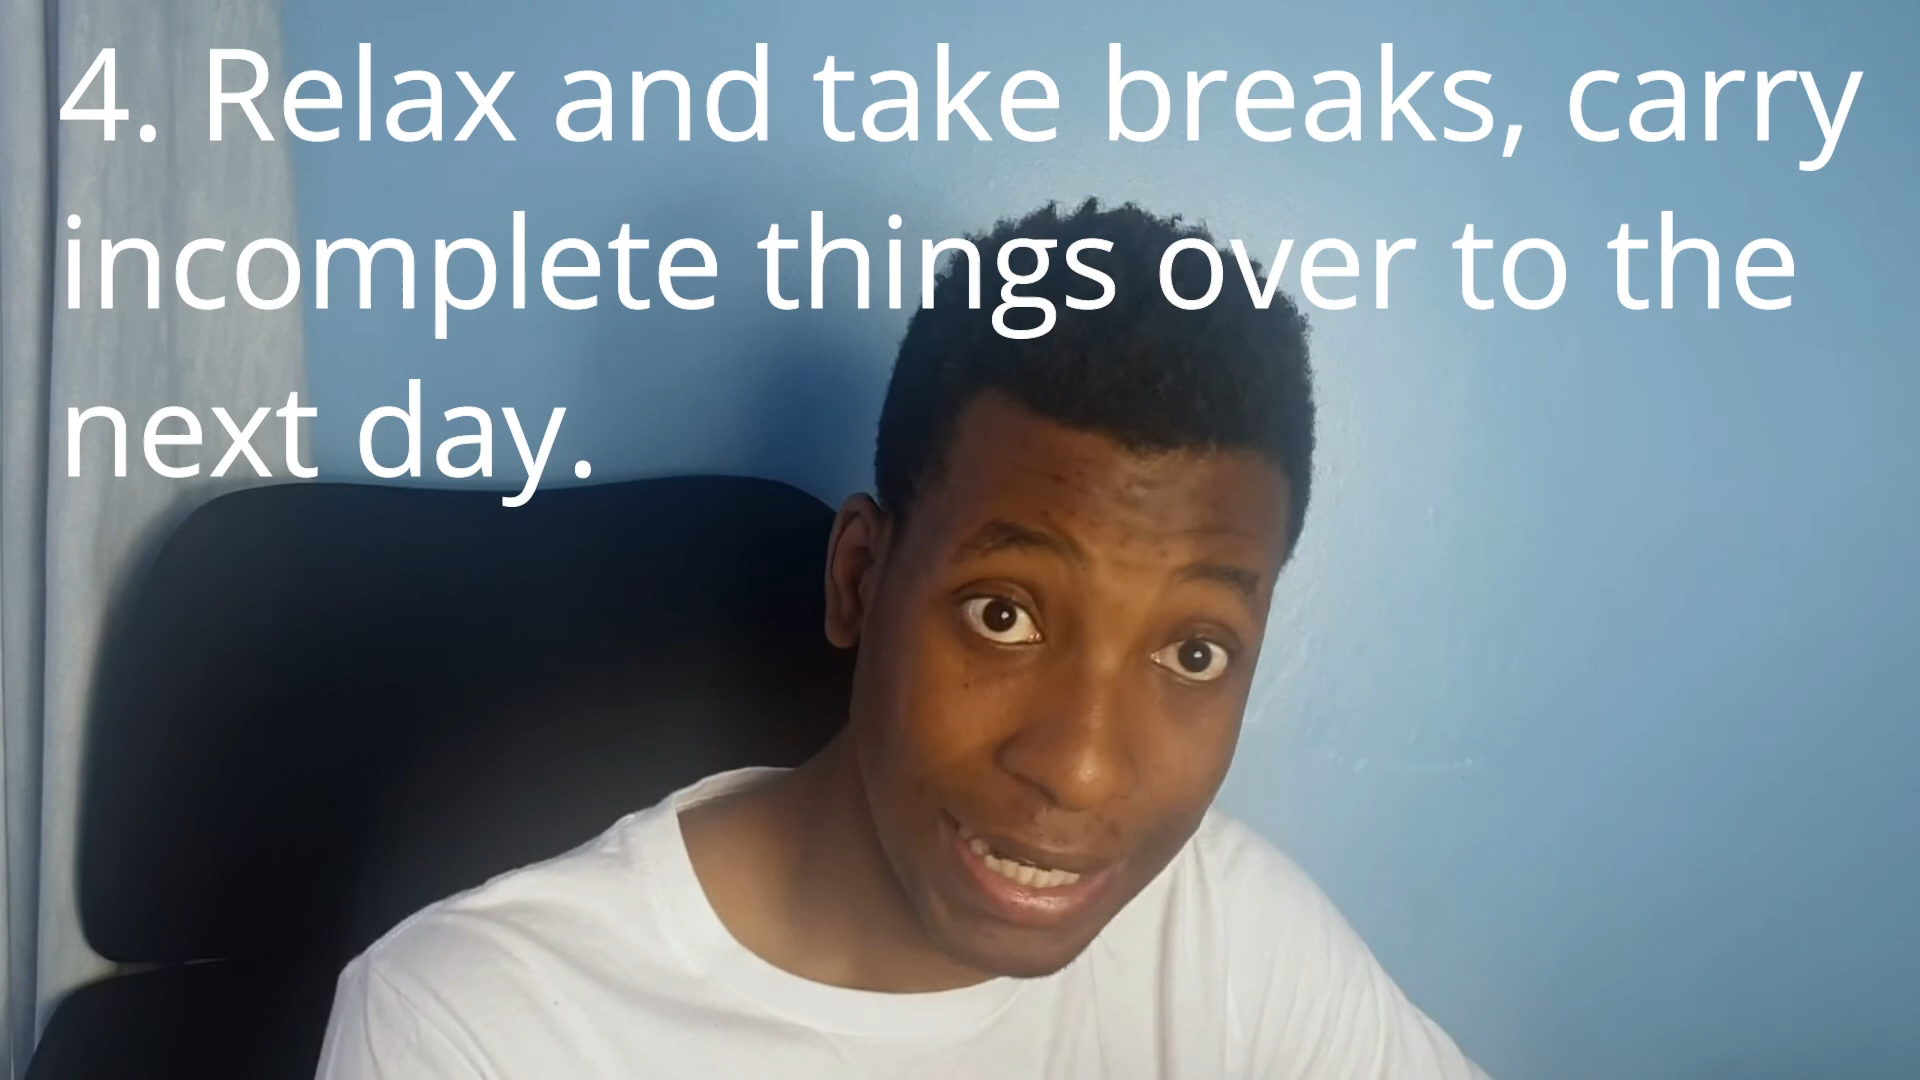 4. Relax and take breaks, carry
incomplete things over to the
next day.